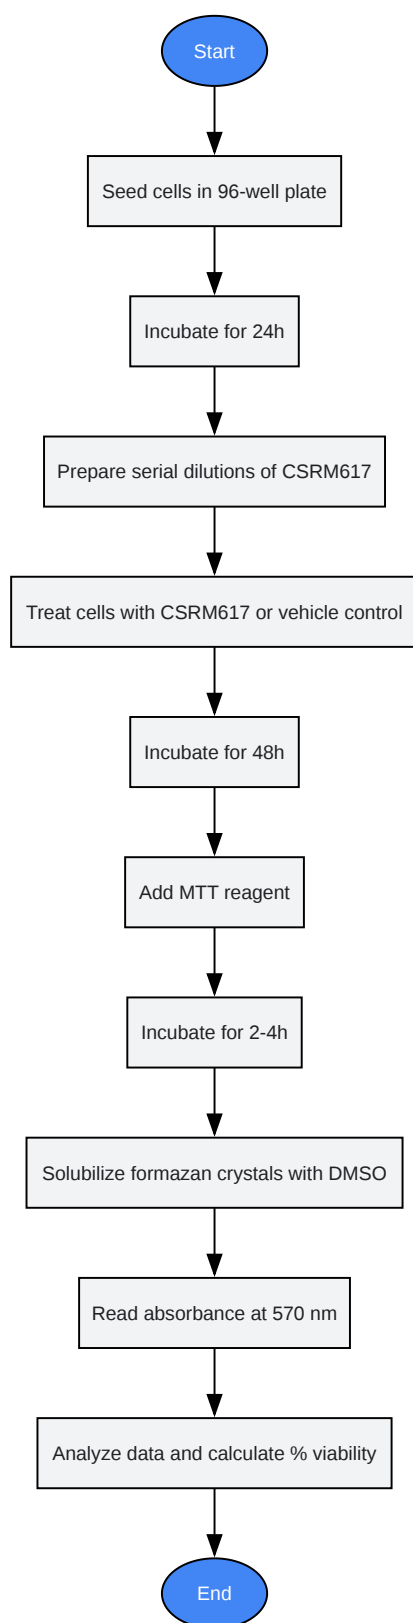 Start
Seed cells in 96-well plate
Incubate for 24h
Prepare serial dilutions of CSRM617
Treat cells with CSRM617 or vehicle control
Incubate for 48h
Add MTT reagent
Incubate for 2-4h
Solubilize formazan crystals with DMSO
Read absorbance at 570 nm
Analyze data and calculate % viability
End